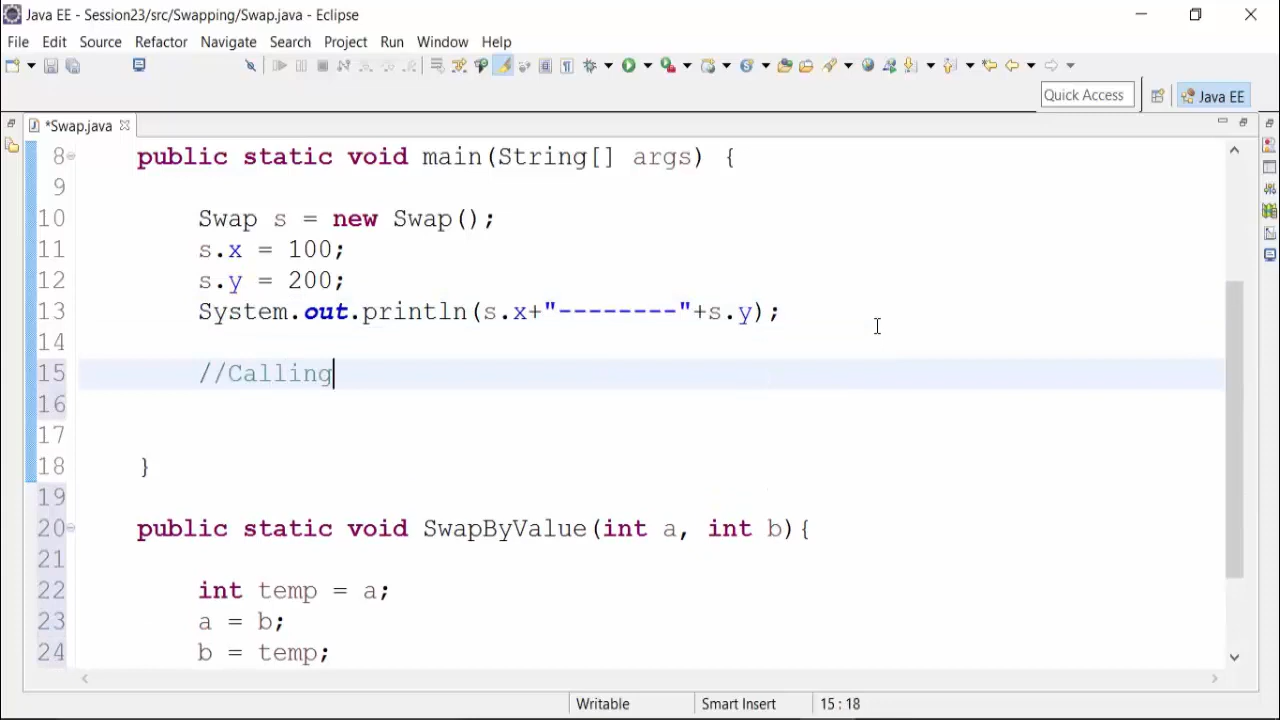 Java EE - Session23/src/Swapping/Swap.java - Eclipse
File Edit Source Refactor Navigate Search Project Run Window Help
Quick Access
Java EE
*Swap.java
8 public static void main(String[] args) {
9
10 Swap s = new Swap();
11 s.x = 100;
12 s.y = 200;
13 System.out.println(s.x+"--------"+s.y);
14
15 //Calling
16
17
18 }
19
20 public static void SwapByValue(int a, int b){
21
22 int temp = a;
23 a = b;
24 b = temp;
Writable Smart Insert 15 : 18